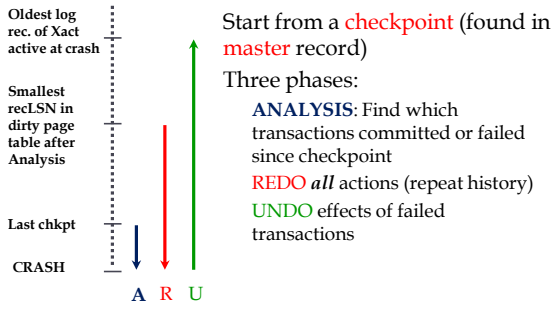 Oldest log
rec. of Xact
active at crash
Smallest
recLSN in
dirty page
table after
Analysis
Last chkpt
CRASH
A R U
Start from a checkpoint (found in
master record)
Three phases:
ANALYSIS: Find which
transactions committed or failed
since checkpoint
REDO all actions (repeat history)
UNDO effects of failed
transactions